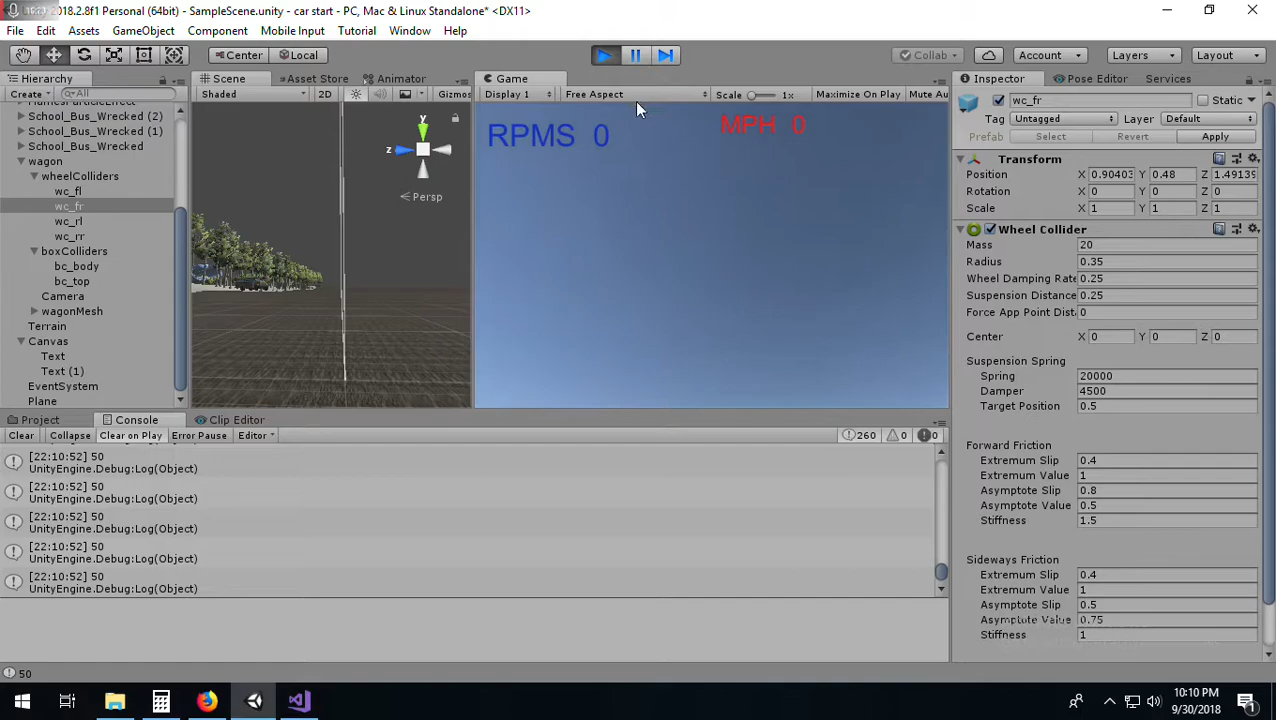 2018.2.8f1 Personal (64bit) - SampleScene.unity - car start - PC, Mac & Linux Standalone* <DX11>
File Edit Assets GameObject Component Mobile Input Tutorial Window Help
Center Local Collab Account Layers Layout
Hierarchy Scene Asset Store Animator Game Inspector Pose Editor Services
Create All Shaded 2D Gizmos Display 1 Free Aspect Scale 1x Maximize On Play Mute Au
School_Bus_Wrecked (2)
School_Bus_Wrecked (1)
School_Bus_Wrecked
wagon
wheelColliders
wc_fl
wc_fr
wc_rl
wc_rr
boxColliders
bc_body
bc_top
Camera
wagonMesh
Terrain
Canvas
Text
Text (1)
EventSystem
Plane
y
z
Persp
RPMS 0
MPH 0
wc_fr Static
Tag Untagged Layer Default
Prefab Select Revert Apply
Transform
Position X 0.90403 Y 0.48 Z 1.49139
Rotation X 0 Y 0 Z 0
Scale X 1 Y 1 Z 1
Wheel Collider
Mass 20
Radius 0.35
Wheel Damping Rate 0.25
Suspension Distance 0.25
Force App Point Dist 0
Center X 0 Y 0 Z 0
Suspension Spring
Spring 20000
Damper 4500
Target Position 0.5
Forward Friction
Extremum Slip 0.4
Extremum Value 1
Asymptote Slip 0.8
Asymptote Value 0.5
Stiffness 1.5
Sideways Friction
Extremum Slip 0.4
Extremum Value 1
Asymptote Slip 0.5
Asymptote Value 0.75
Stiffness 1
Project Console Clip Editor
Clear Collapse Clear on Play Error Pause Editor 260 0 0
[22:10:52] 50
UnityEngine.Debug:Log(Object)
[22:10:52] 50
UnityEngine.Debug:Log(Object)
[22:10:52] 50
UnityEngine.Debug:Log(Object)
[22:10:52] 50
UnityEngine.Debug:Log(Object)
[22:10:52] 50
UnityEngine.Debug:Log(Object)
50
10:10 PM
9/30/2018
1